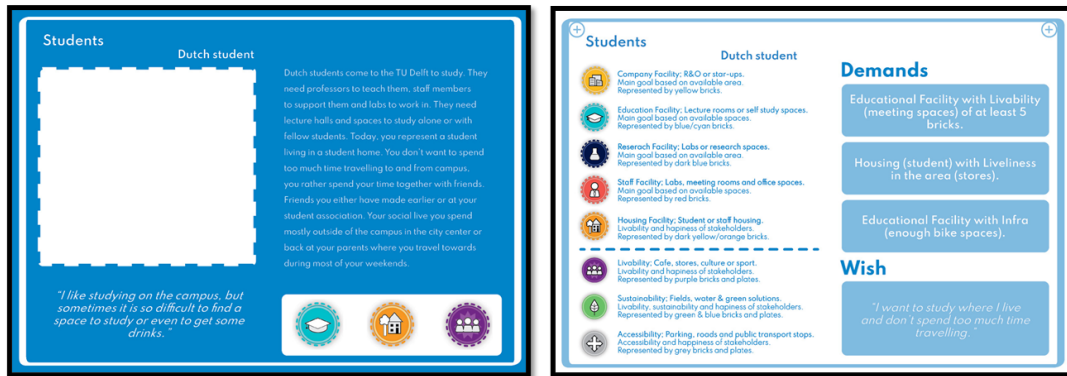 Students
Dutch student
Dutch students come to the TU Delft to study. They
need professors to teach them, staff members
to support them and labs to work in. They need
lecture halls and spaces to study alone or with
fellow students. Today, you represent a student
living in a student home. You don't want to spend
too much time travelling to and from campus,
you rather spend your time together with friends.
Friends you either have made earlier or at your
student association. Your social live you spend
mostly outside of the campus in the city center or
back at your parents where you travel towards
during most of your weekends.
"I like studying on the campus, but
sometimes it is so difficult to find a
space to study or even to get some
drinks."
Students
Dutch student
Company Facility; R&O or star-ups.
Main goal based on available area.
Represented by yellow bricks.
Education Facility; Lecture rooms or self study spaces.
Main goal based on available spaces.
Represented by blue/cyan bricks.
Reserach Facility; Labs or research spaces.
Main goal based on available area.
Represented by dark blue bricks.
Staff Facility; Labs, meeting rooms and office spaces.
Main goal based on available spaces.
Represented by red bricks.
Housing Facility; Student or staff housing.
Livability and hapiness of stakeholders.
Represented by dark yellow/orange bricks.
Livability; Cafe, stores, culture or sport.
Livability and hapiness of stakeholders.
Represented by purple bricks and plates.
Sustainability; Fields, water & green solutions.
Livability, sustainability and hapiness of stakeholders.
Represented by green & blue bricks and plates.
Accessibility; Parking, roads and public transport stops.
Accessibility and happiness of stakeholders.
Represented by grey bricks and plates.
Demands
Educational Facility with Livability
(meeting spaces) of at least 5
bricks.
Housing (student) with Liveliness
in the area (stores).
Educational Facility with Infra
(enough bike spaces).
Wish
"I want to study where I live
and don't spend too much time
travelling."